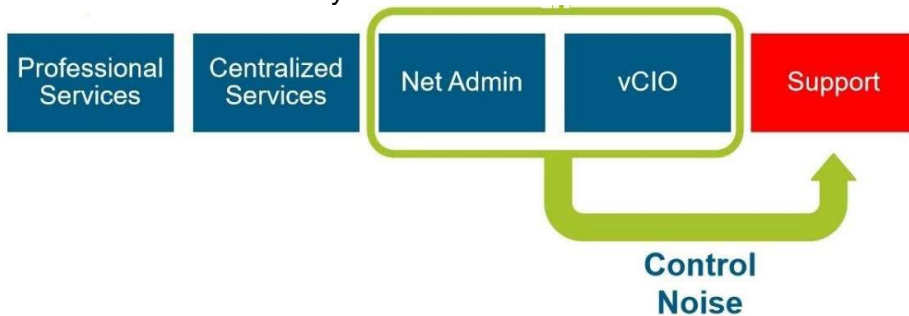 Professional
Services
Centralized
Services
Net Admin
vCIO
Support
Control
Noise